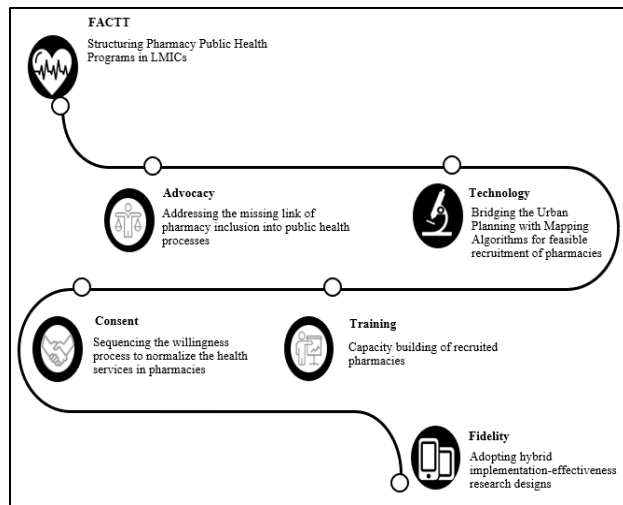 FACTT
Structuring Pharmacy Public Health
Programs in LMICs
Advocacy
Addressing the missing link of
pharmacy inclusion into public health
processes
Technology
Bridging the Urban
Planning with Mapping
Algorithms for feasible
recruitment of pharmacies
Consent
Sequencing the willingness
process to normalize the health
services in pharmacies
Training
Capacity building of recruited
pharmacies
Fidelity
Adopting hybrid
implementation-effectiveness
research designs